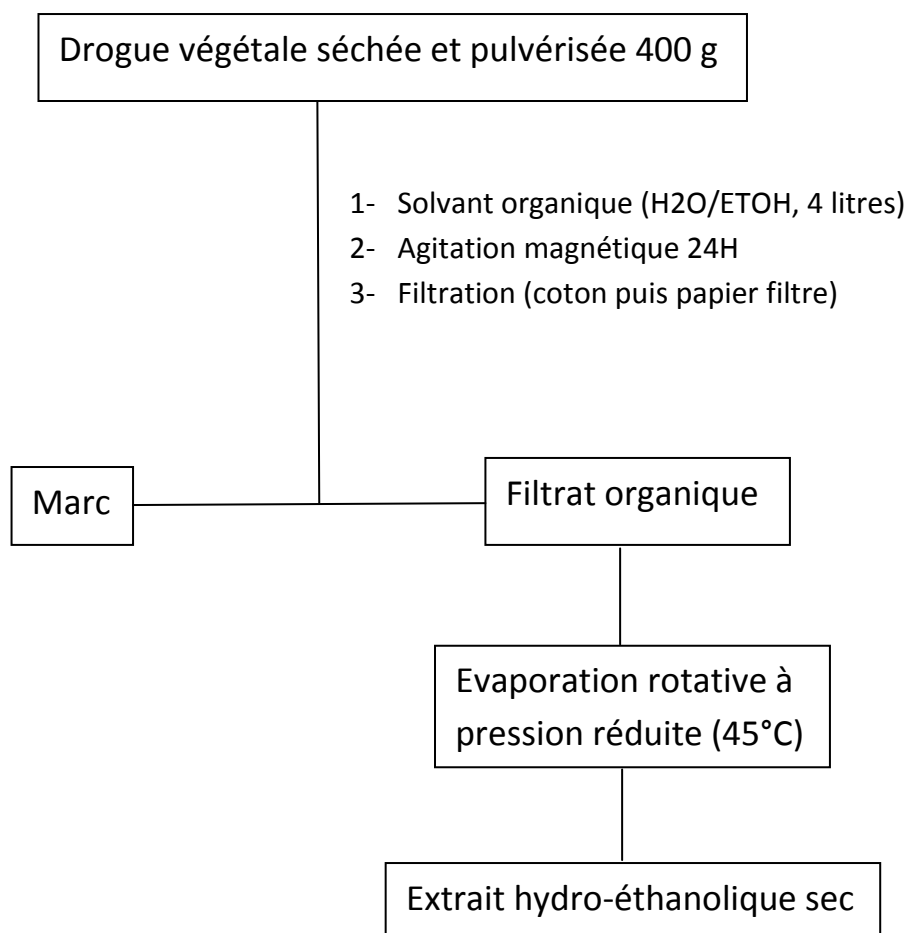 Drogue végétale séchée et pulvérisée 400 g
1- Solvant organique (H2O/ETOH, 4 litres)
2- Agitation magnétique 24H
3- Filtration (coton puis papier filtre)
Marc
Filtrat organique
Evaporation rotative à
pression réduite (45°C)
Extrait hydro-éthanolique sec